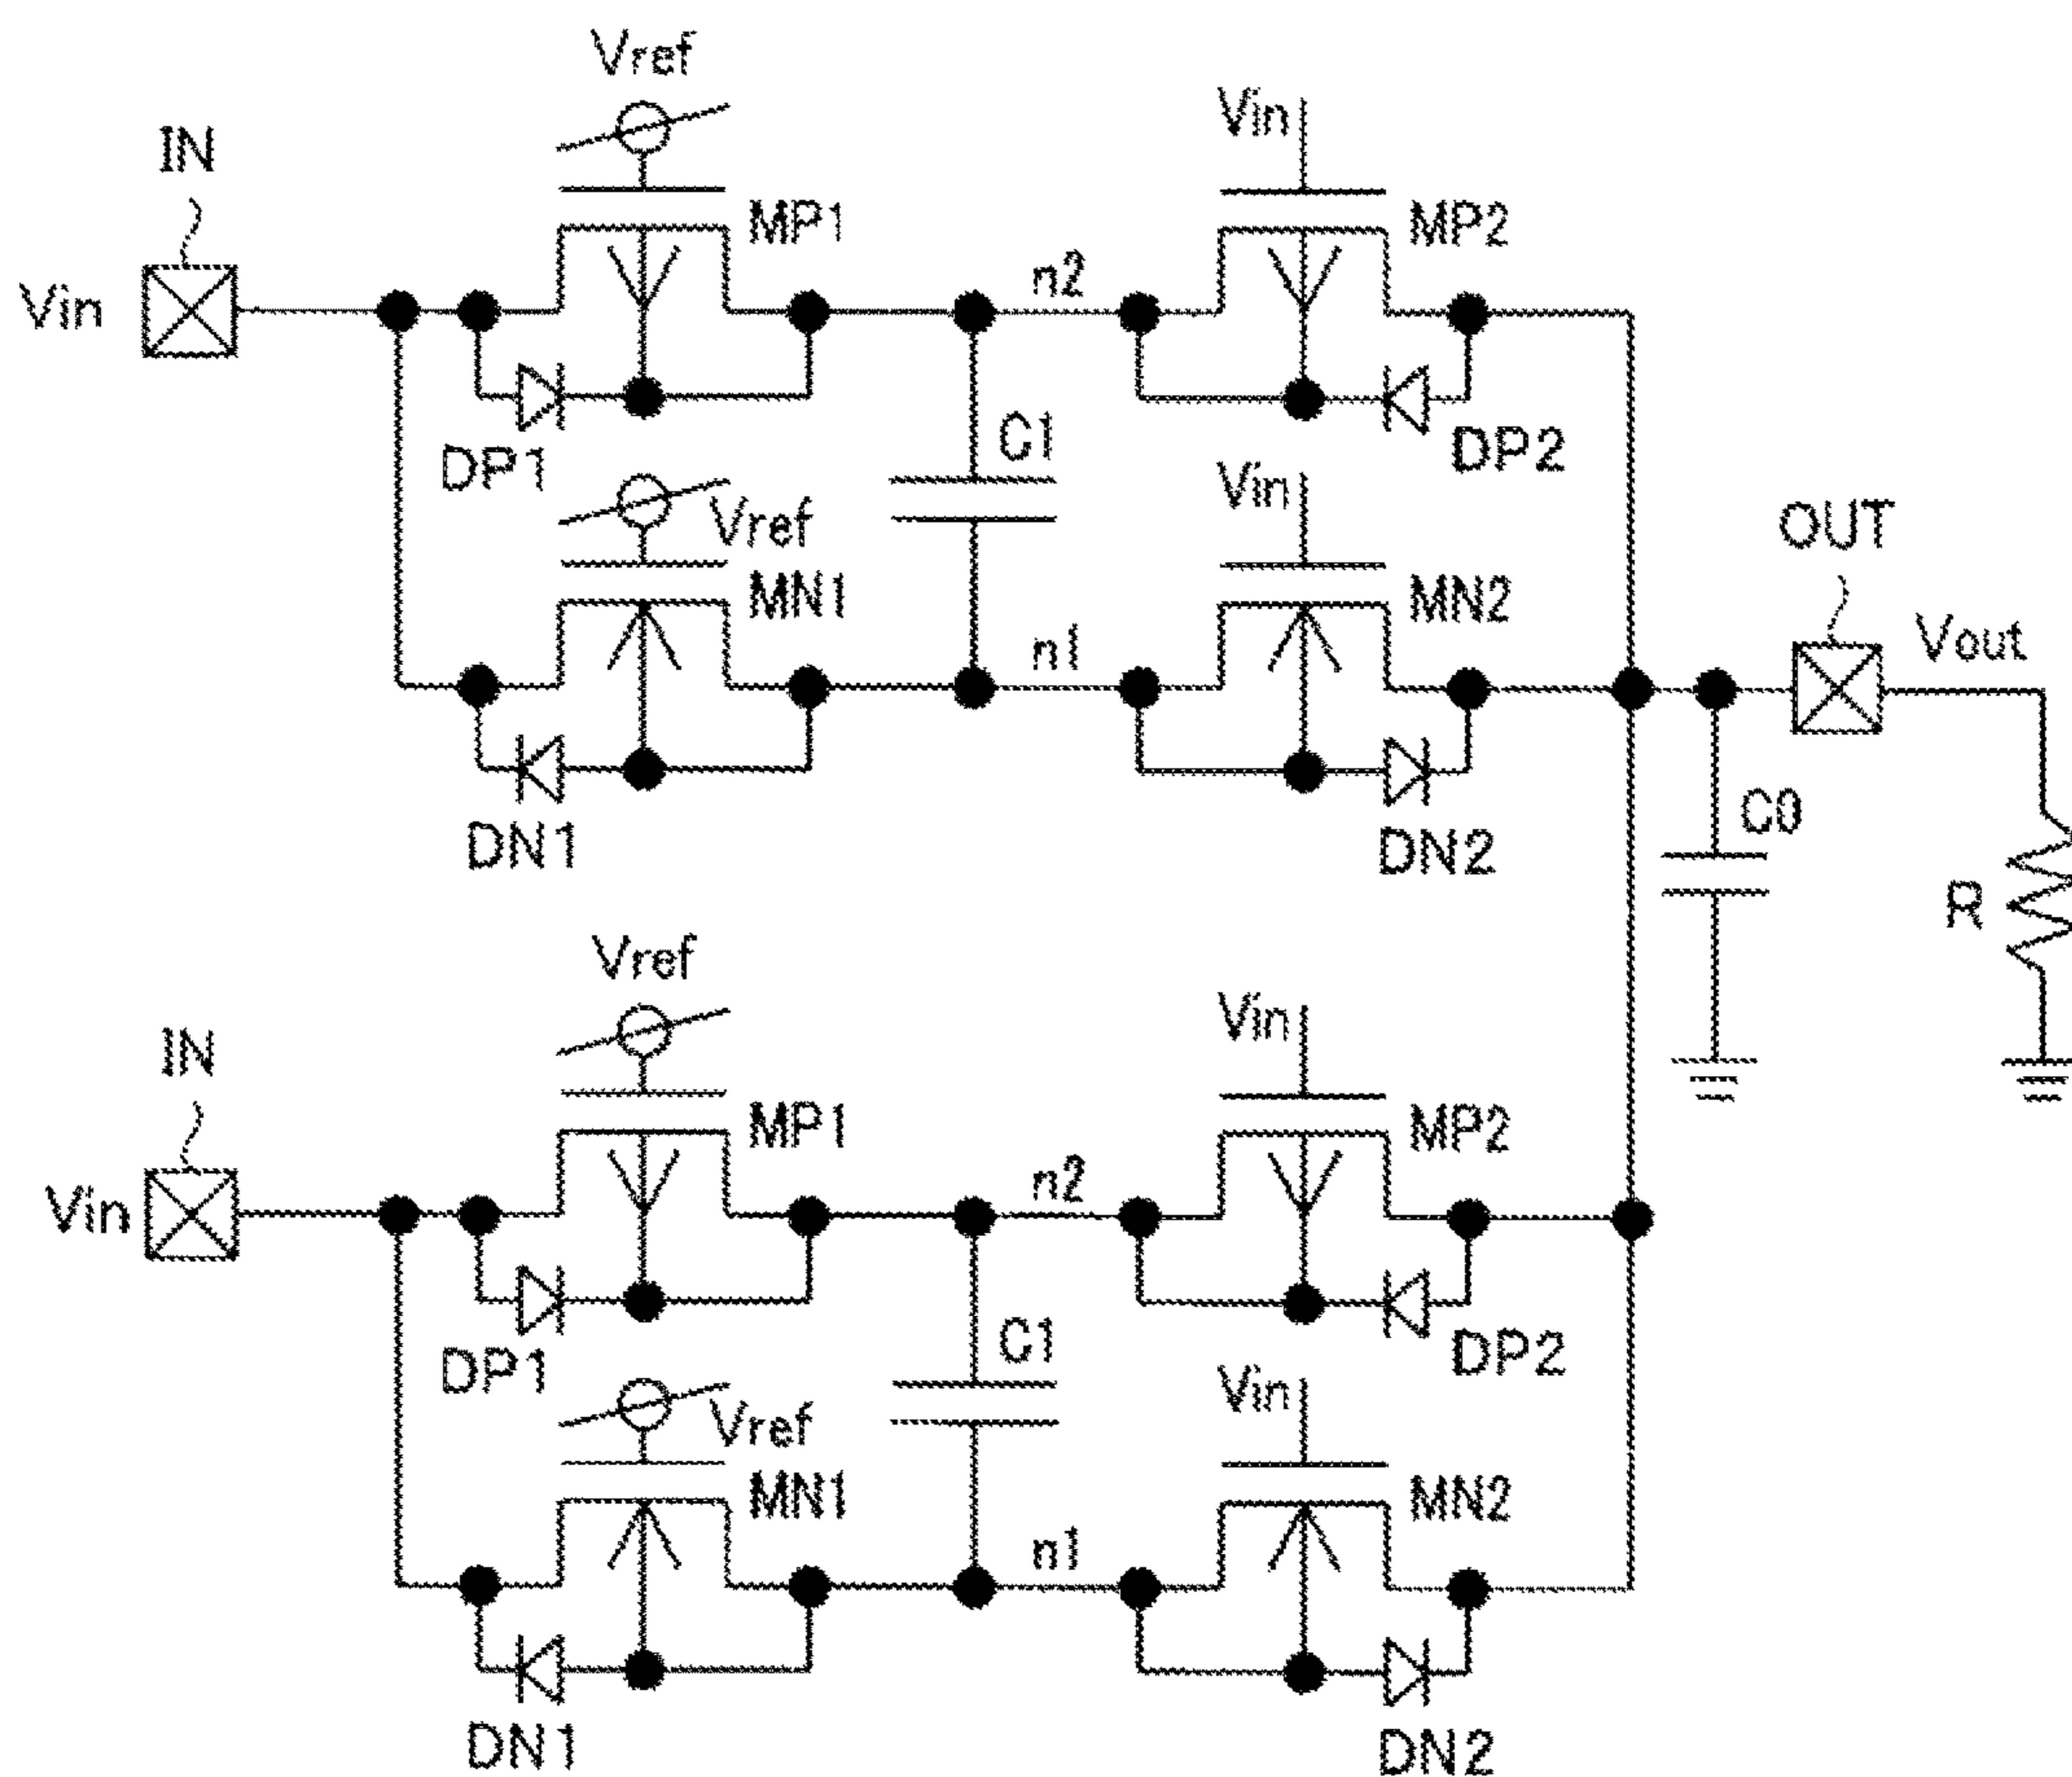 Vref
Vin
IN
MP1
MP2
Vin
n2
DP1
C1
DP2
Vref
Vin
OUT
MN1
MN2
Vout
n1
DN1
DN2
C0
R
Vref
Vin
IN
MP1
MP2
Vin
n2
DP1
C1
DP2
Vref
Vin
MN1
MN2
n1
DN1
DN2